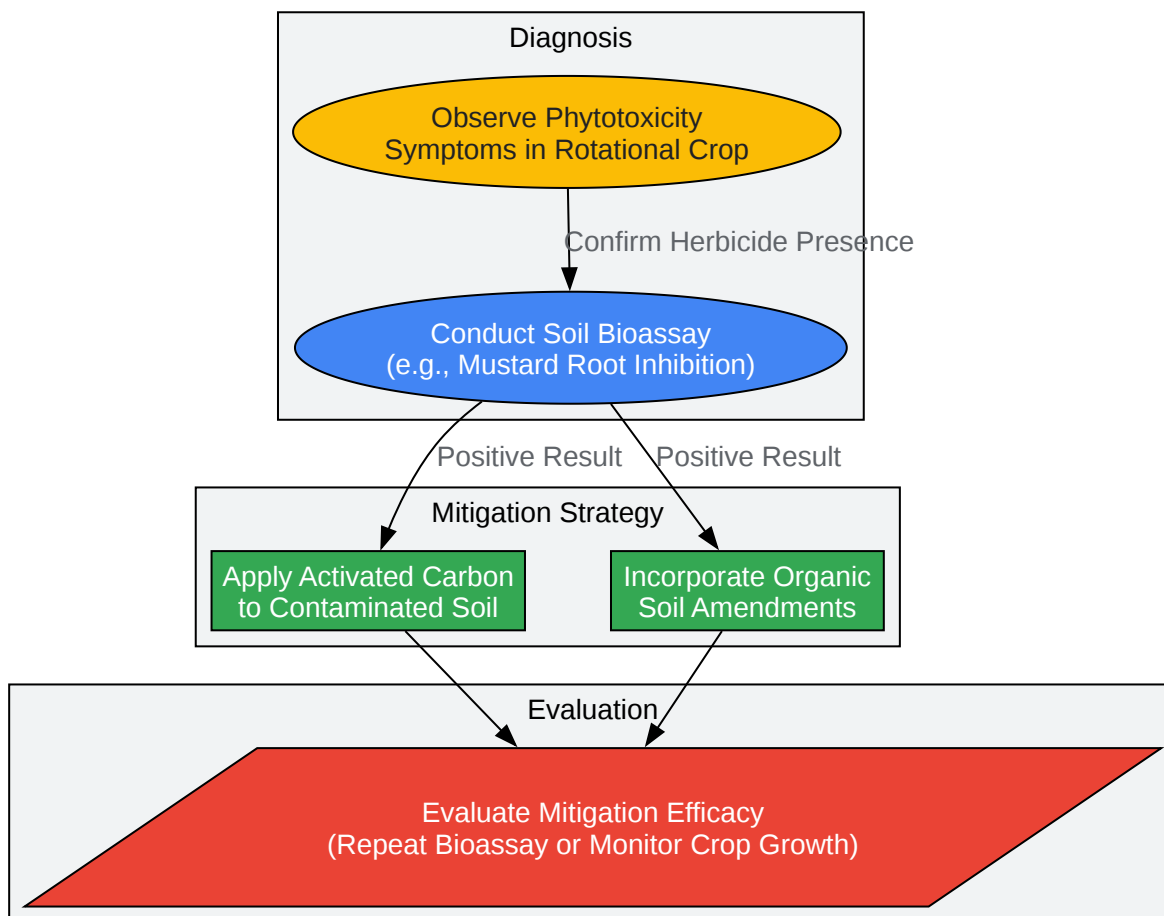 Diagnosis
Observe Phytotoxicity
Symptoms in Rotational Crop
Confirm Herbicide Presence
Conduct Soil Bioassay
(e.g., Mustard Root Inhibition)
Positive Result
Positive Result
Mitigation Strategy
Apply Activated Carbon
to Contaminated Soil
Incorporate Organic
Soil Amendments
Evaluation
Evaluate Mitigation Efficacy
(Repeat Bioassay or Monitor Crop Growth)